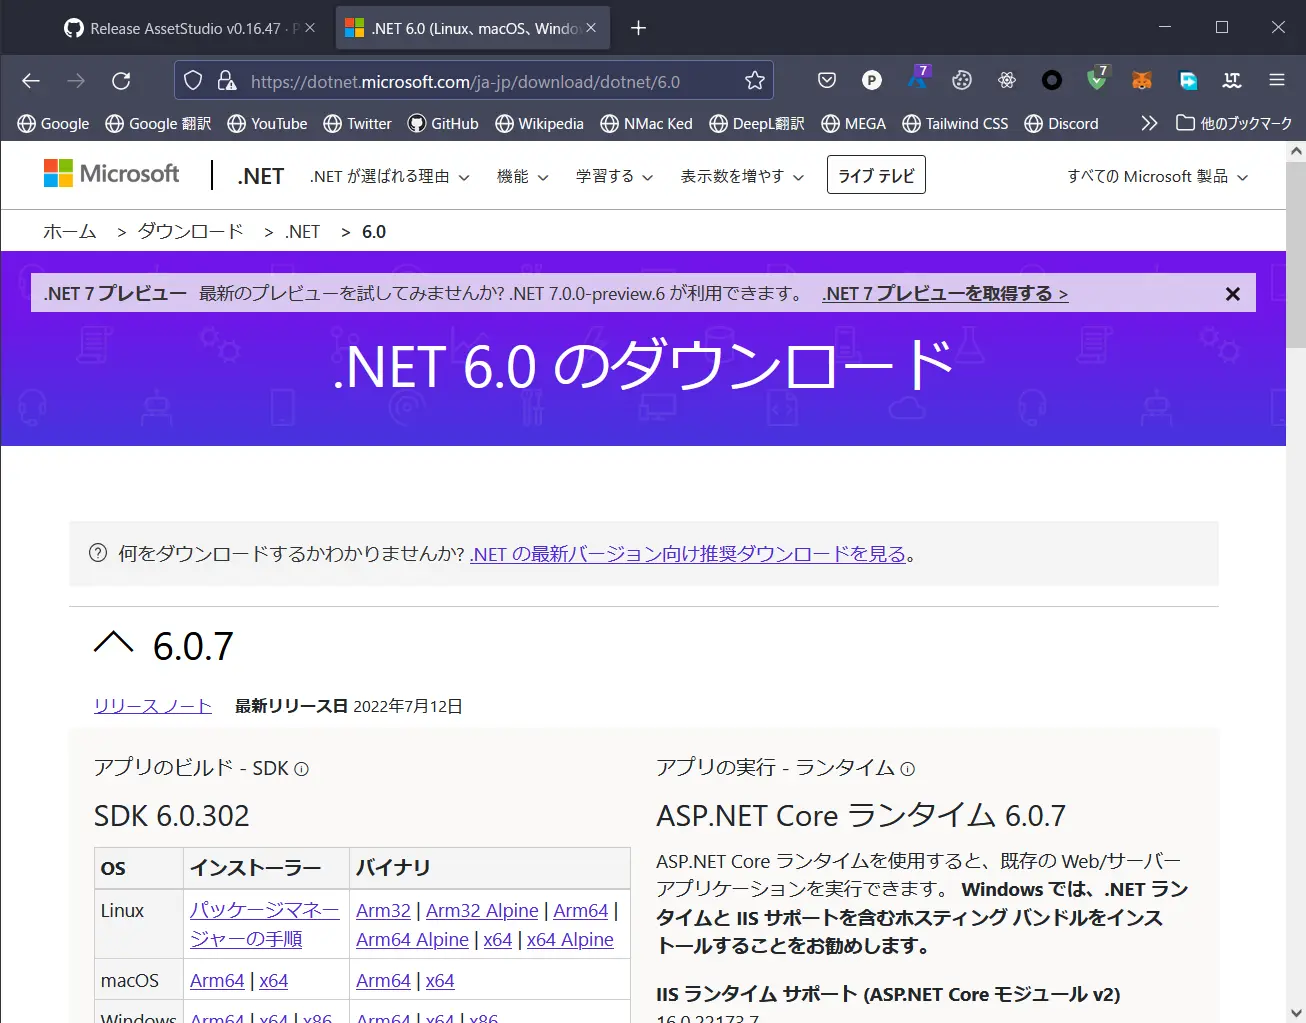 Release AssetStudio v0.16.47 · P
.NET 6.0 (Linux、macOS、Windo
https://dotnet.microsoft.com/ja-jp/download/dotnet/6.0
P
7
7
Google
Google 翻訳
YouTube
Twitter
GitHub
Wikipedia
NMac Ked
DeepL翻訳
MEGA
Tailwind CSS
Discord
他のブックマーク
Microsoft
.NET
.NET が選ばれる理由
機能
学習する
表示数を増やす
ライブ テレビ
すべての Microsoft 製品
ホーム > ダウンロード > .NET > 6.0
.NET 7 プレビュー 最新のプレビューを試してみませんか? .NET 7.0.0-preview.6 が利用できます。 .NET 7 プレビューを取得する >
.NET 6.0 のダウンロード
何をダウンロードするかわかりませんか? .NET の最新バージョン向け推奨ダウンロードを見る。
6.0.7
リリース ノート 最新リリース日 2022年7月12日
アプリのビルド - SDK
SDK 6.0.302
OS インストーラー バイナリ
Linux パッケージマネー Arm32 | Arm32 Alpine | Arm64 |
ジャーの手順 Arm64 Alpine | x64 | x64 Alpine
macOS Arm64 | x64 Arm64 | x64
Windows Arm64 | x64 | x86 Arm64 | x64 | x86
アプリの実行 - ランタイム
ASP.NET Core ランタイム 6.0.7
ASP.NET Core ランタイムを使用すると、既存の Web/サーバー
アプリケーションを実行できます。 Windows では、.NET ラン
タイムと IIS サポートを含むホスティング バンドルをインス
トールすることをお勧めします。
IIS ランタイム サポート (ASP.NET Core モジュール v2)
16.0.22173.7